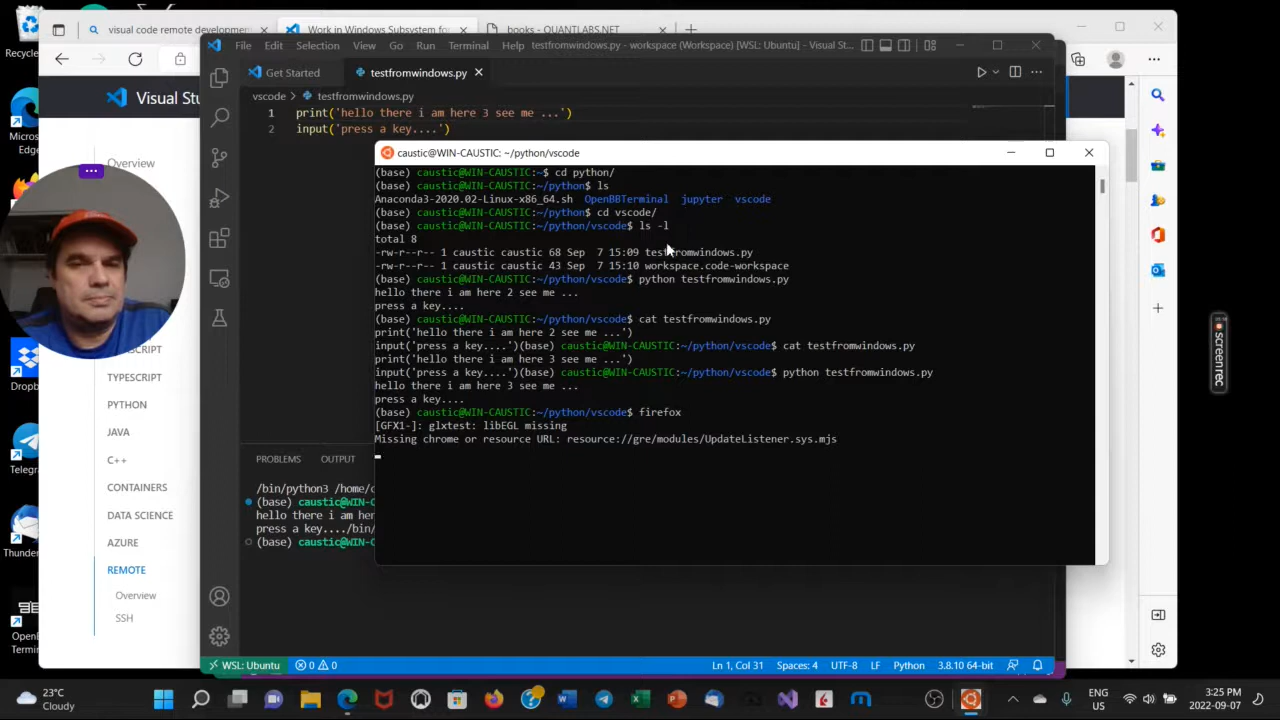 Recycle
visual code remote developmen
Work in Windows Subsystem for
books - QUANTLABS.NET
File Edit Selection View Go Run Terminal Help
testfromwindows.py - workspace (Workspace) [WSL: Ubuntu] - Visual St...
Get Started
testfromwindows.py
Visual Stu
vscode > testfromwindows.py
1 print('hello there i am here 3 see me ...')
2 input('press a key....')
Micros
Edge
Overview
caustic@WIN-CAUSTIC: ~/python/vscode
(base) caustic@WIN-CAUSTIC:~$ cd python/
(base) caustic@WIN-CAUSTIC:~/python$ ls
Anaconda3-2020.02-Linux-x86_64.sh OpenBBTerminal jupyter vscode
(base) caustic@WIN-CAUSTIC:~/python$ cd vscode/
(base) caustic@WIN-CAUSTIC:~/python/vscode$ ls -l
total 8
-rw-r--r-- 1 caustic caustic 68 Sep 7 15:09 testfromwindows.py
-rw-r--r-- 1 caustic caustic 43 Sep 7 15:10 workspace.code-workspace
(base) caustic@WIN-CAUSTIC:~/python/vscode$ python testfromwindows.py
hello there i am here 2 see me ...
press a key....
(base) caustic@WIN-CAUSTIC:~/python/vscode$ cat testfromwindows.py
print('hello there i am here 2 see me ...')
input('press a key....')(base) caustic@WIN-CAUSTIC:~/python/vscode$ cat testfromwindows.py
print('hello there i am here 3 see me ...')
input('press a key....')(base) caustic@WIN-CAUSTIC:~/python/vscode$ python testfromwindows.py
hello there i am here 3 see me ...
press a key....
(base) caustic@WIN-CAUSTIC:~/python/vscode$ firefox
[GFX1-]: glxtest: libEGL missing
Missing chrome or resource URL: resource://gre/modules/UpdateListener.sys.mjs
SCRIPT
TYPESCRIPT
PYTHON
JAVA
C++
CONTAINERS
DATA SCIENCE
AZURE
REMOTE
Overview
SSH
Dropb
Telegra
Thunde
OpenB
Termin
PROBLEMS OUTPUT
/bin/python3 /home/c
(base) caustic@WIN-C
hello there i am her
press a key..../bin/
(base) caustic@WIN-C
screenrec
WSL: Ubuntu
0 0
Ln 1, Col 31 Spaces: 4 UTF-8 LF Python 3.8.10 64-bit
23°C
Cloudy
ENG
US
3:25 PM
2022-09-07